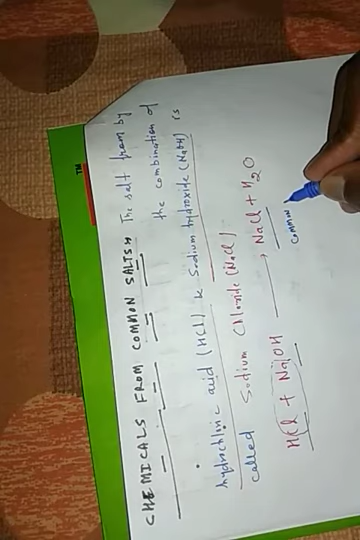 CHEMICALS FROM COMMON SALTS:- The salt from by
the combination of
hydrochloric acid (HCl) & Sodium hydroxide (NaOH) is
called Sodium Chloride (NaCl)
HCl + NaOH → NaCl + H2O
common
TM